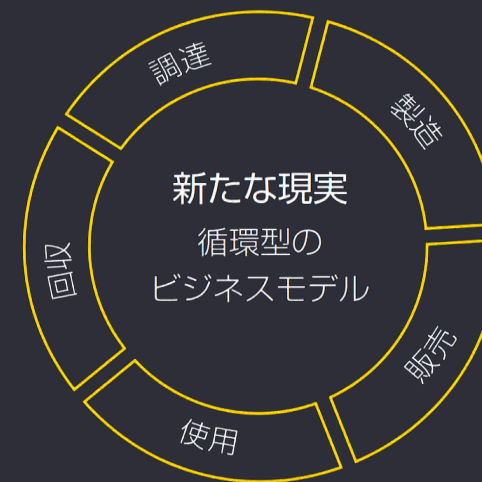 調達
製造
販売
使用
回収
新たな現実
循環型の
ビジネスモデル